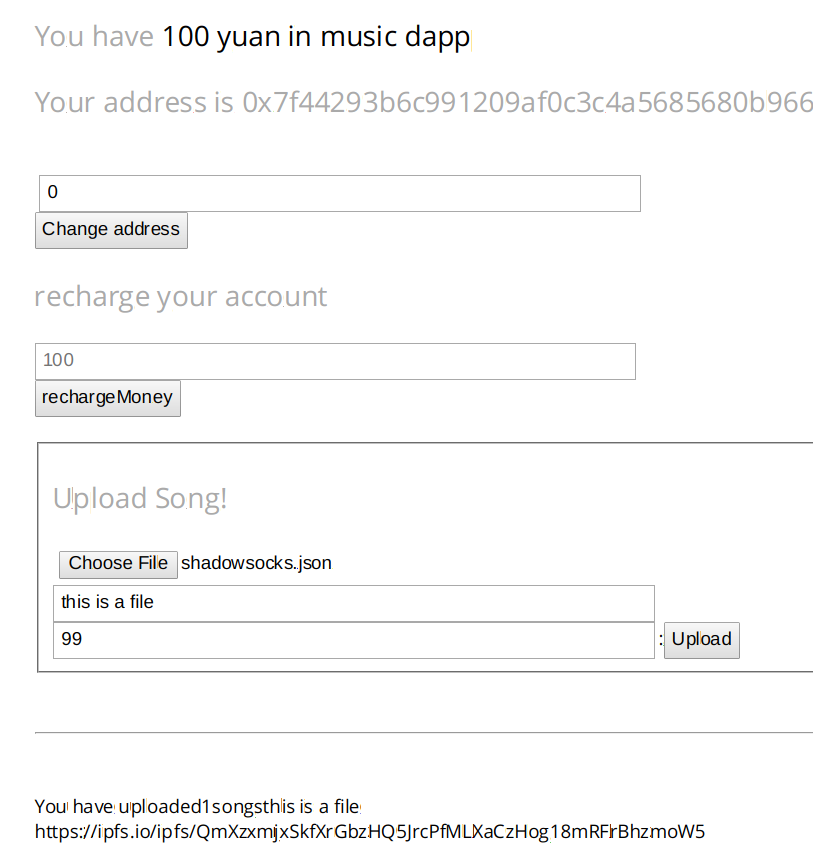 You have 100 yuan in music dapp
Your address is 0x7f44293b6c991209af0c3c4a5685680b966
0
Change address
recharge your account
100
rechargeMoney
Upload Song!
Choose File shadowsocks.json
this is a file
99 : Upload
You have uploaded1songsthis is a file
https://ipfs.io/ipfs/QmXzxmjxSkfXrGbzHQ5JrcPfMLXaCzHog18mRFrBhzmoW5